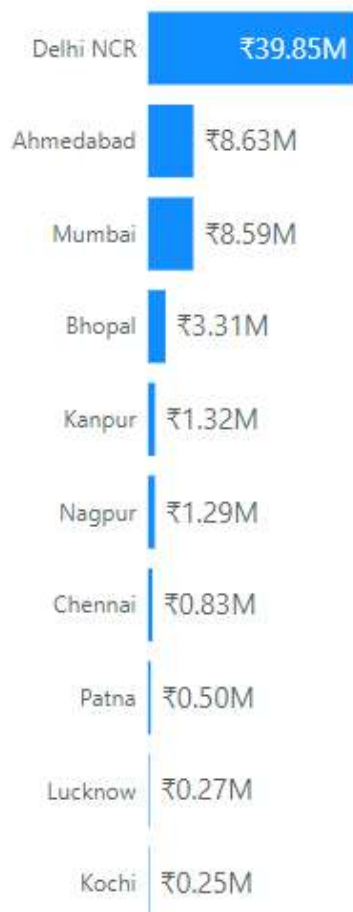 Delhi NCR ₹39.85M
Ahmedabad ₹8.63M
Mumbai ₹8.59M
Bhopal ₹3.31M
Kanpur ₹1.32M
Nagpur ₹1.29M
Chennai ₹0.83M
Patna ₹0.50M
Lucknow ₹0.27M
Kochi ₹0.25M